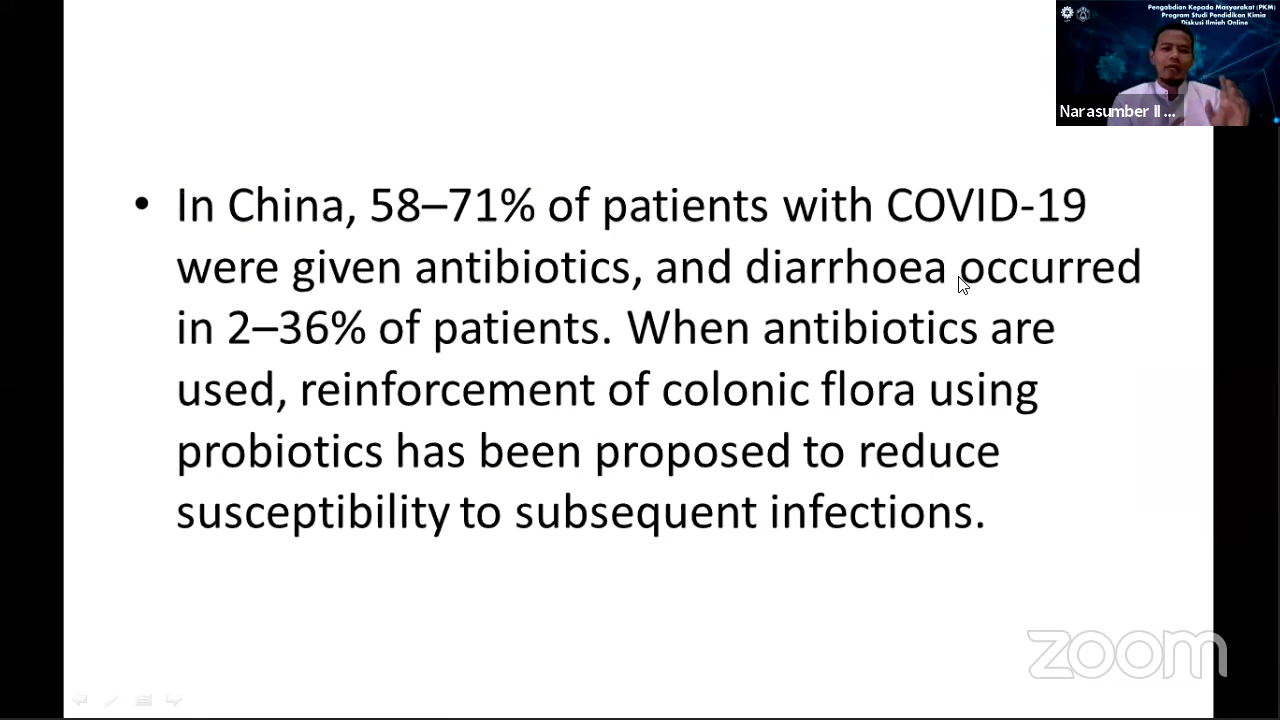 Pengabdian Kepada Masyarakat (PKM)
Program Studi Pendidikan Kimia
Diskusi Ilmiah Online
Narasumber II ...
• In China, 58–71% of patients with COVID-19
were given antibiotics, and diarrhoea occurred
in 2–36% of patients. When antibiotics are
used, reinforcement of colonic flora using
probiotics has been proposed to reduce
susceptibility to subsequent infections.
zoom